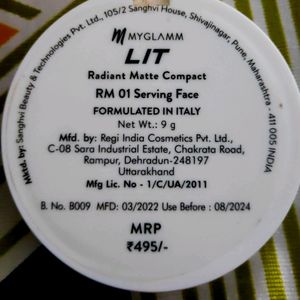 MYGLAMM
LIT
Radiant Matte Compact
RM 01 Serving Face
FORMULATED IN ITALY
Net Wt.: 9 g
Mfd. by: Regi India Cosmetics Pvt. Ltd.,
C-08 Sara Industrial Estate, Chakrata Road,
Rampur, Dehradun-248197
Uttarakhand
Mfg Lic. No - 1/C/UA/2011
B. No. B009 MFD: 03/2022 Use Before : 08/2024
MRP
₹495/-
Mktd. by: Sanghvi Beauty & Technologies Pvt. Ltd., 105/2 Sanghvi House, Shivajinagar, Pune, Maharashtra - 411 005 INDIA